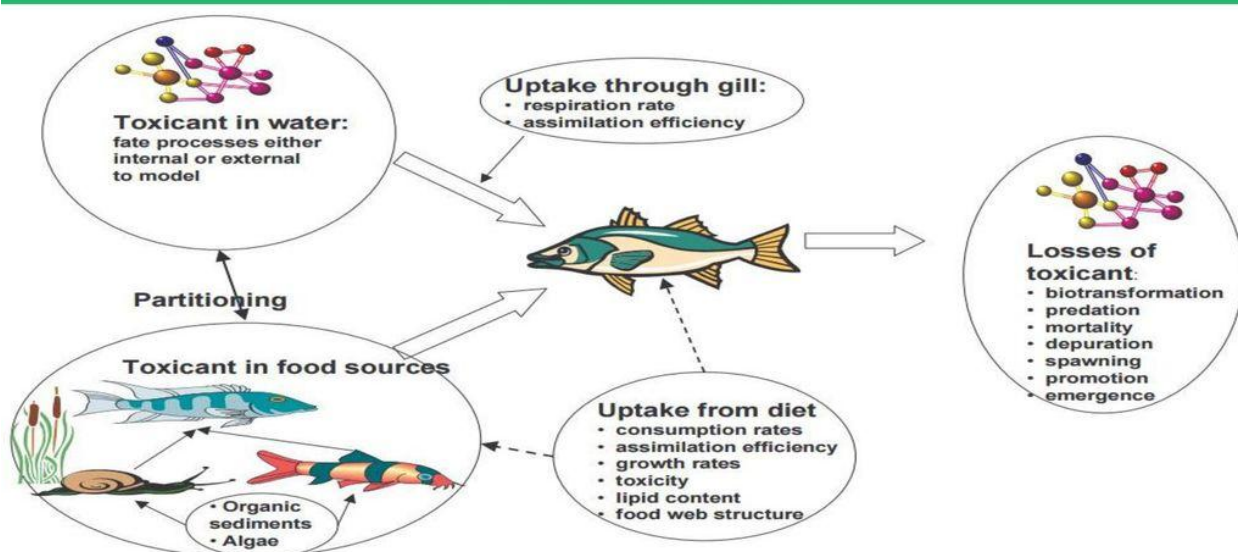 Toxicant in water:
fate processes either
internal or external
to model
Uptake through gill:
• respiration rate
• assimilation efficiency
Partitioning
Toxicant in food sources
• Organic
sediments
• Algae
Uptake from diet
• consumption rates
• assimilation efficiency
• growth rates
• toxicity
• lipid content
• food web structure
Losses of
toxicant:
• biotransformation
• predation
• mortality
• depuration
• spawning
• promotion
• emergence